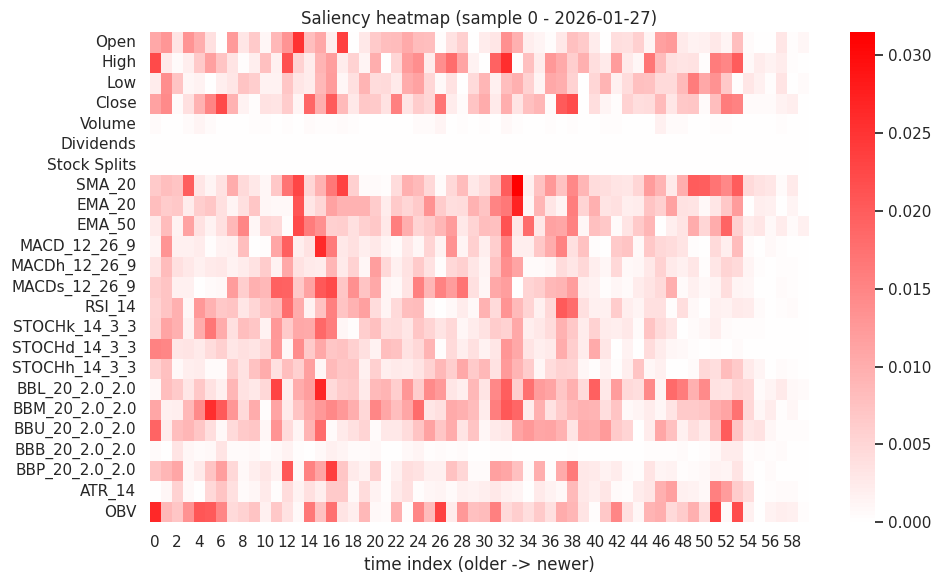 Saliency heatmap (sample 0 - 2026-01-27)
Open
High
Low
Close
Volume
Dividends
Stock Splits
SMA_20
EMA_20
EMA_50
MACD_12_26_9
MACDh_12_26_9
MACDs_12_26_9
RSI_14
STOCHk_14_3_3
STOCHd_14_3_3
STOCHh_14_3_3
BBL_20_2.0_2.0
BBM_20_2.0_2.0
BBU_20_2.0_2.0
BBB_20_2.0_2.0
BBP_20_2.0_2.0
ATR_14
OBV
0 2 4 6 8 10 12 14 16 18 20 22 24 26 28 30 32 34 36 38 40 42 44 46 48 50 52 54 56 58
time index (older -> newer)
0.030
0.025
0.020
0.015
0.010
0.005
0.000